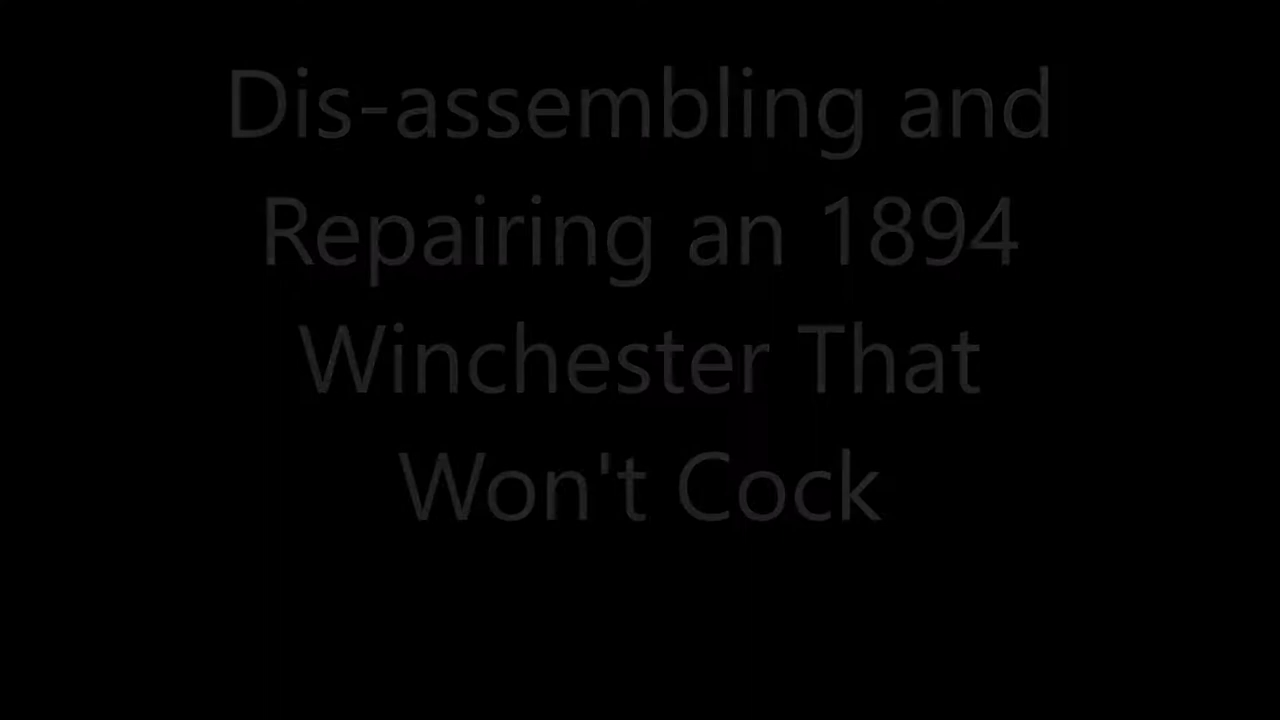 Dis-assembling and
Repairing an 1894
Winchester That
Won't Cock